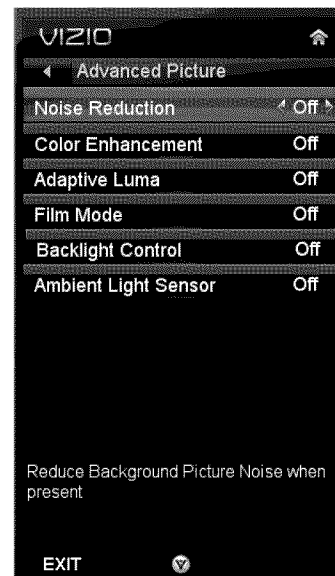 VIZIO
Advanced Picture
Noise Reduction Off
Color Enhancement Off
Adaptive Luma Off
Film Mode Off
Backlight Control Off
Ambient Light Sensor Off
Reduce Background Picture Noise when
present
EXIT